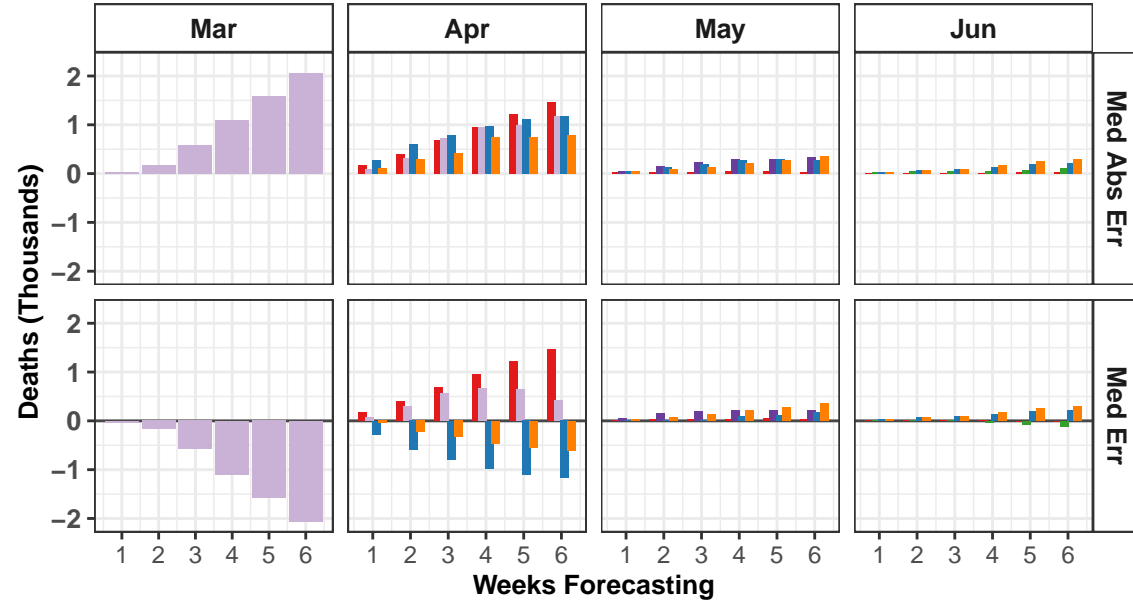 Mar Apr May Jun
2
1
0
−1
−2
Med Abs Err
2
1
0
−1
−2
Med Err
Deaths (Thousands)
1 2 3 4 5 6 1 2 3 4 5 6 1 2 3 4 5 6 1 2 3 4 5 6
Weeks Forecasting